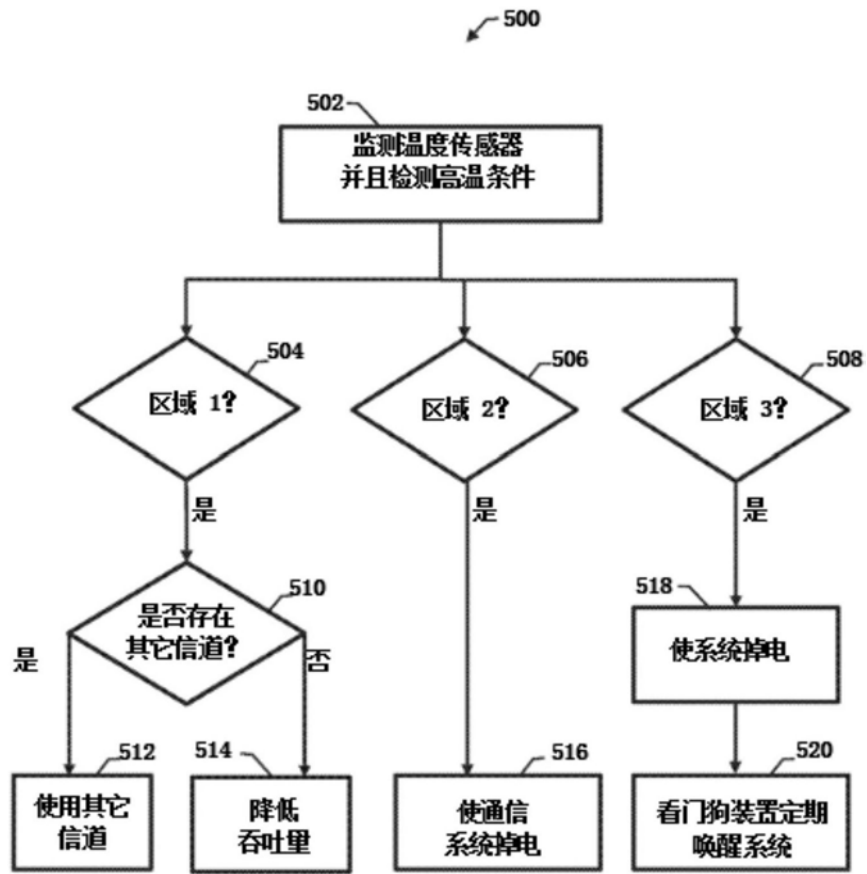 500
502
监测温度传感器
并且检测高温条件
504
区域 1?
506
区域 2?
508
区域 3?
是
是
是
510
是否存在
其它信道?
是
否
518
使系统掉电
512
使用其它
信道
514
降低
吞吐量
516
使通信
系统掉电
520
看门狗装置定期
唤醒系统